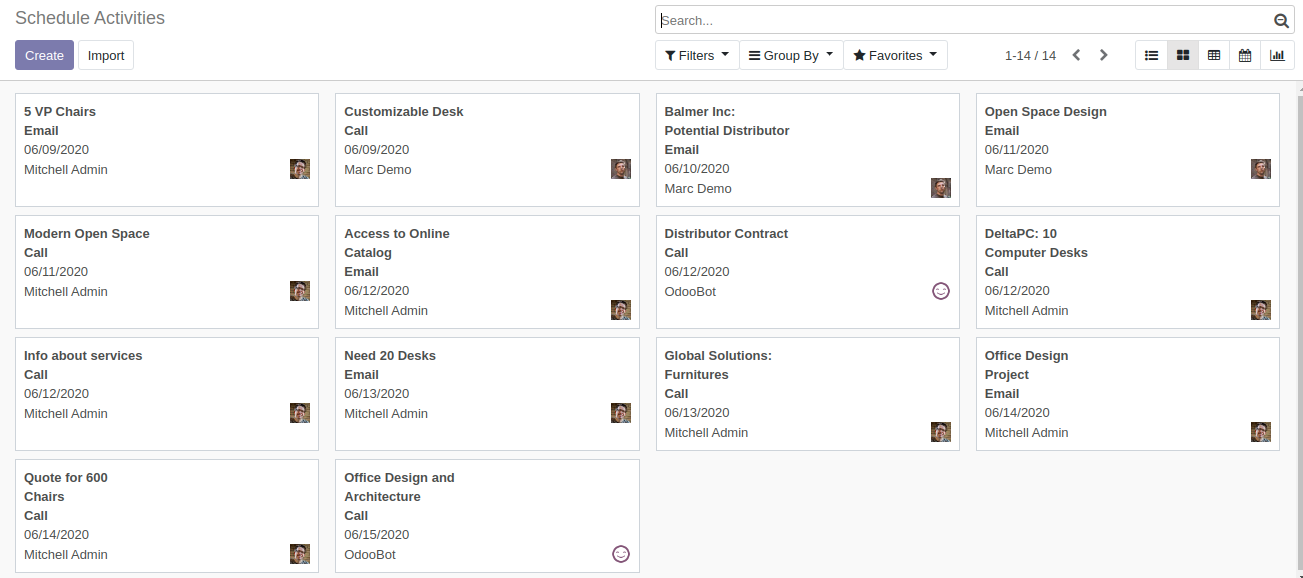 Schedule Activities
Search...
Create
Import
Filters
Group By
Favorites
1-14 / 14
5 VP Chairs
Email
06/09/2020
Mitchell Admin
Customizable Desk
Call
06/09/2020
Marc Demo
Balmer Inc:
Potential Distributor
Email
06/10/2020
Marc Demo
Open Space Design
Email
06/11/2020
Marc Demo
Modern Open Space
Call
06/11/2020
Mitchell Admin
Access to Online
Catalog
Email
06/12/2020
Mitchell Admin
Distributor Contract
Call
06/12/2020
OdooBot
DeltaPC: 10
Computer Desks
Call
06/12/2020
Mitchell Admin
Info about services
Call
06/12/2020
Mitchell Admin
Need 20 Desks
Email
06/13/2020
Mitchell Admin
Global Solutions:
Furnitures
Call
06/13/2020
Mitchell Admin
Office Design
Project
Email
06/14/2020
Mitchell Admin
Quote for 600
Chairs
Call
06/14/2020
Mitchell Admin
Office Design and
Architecture
Call
06/15/2020
OdooBot